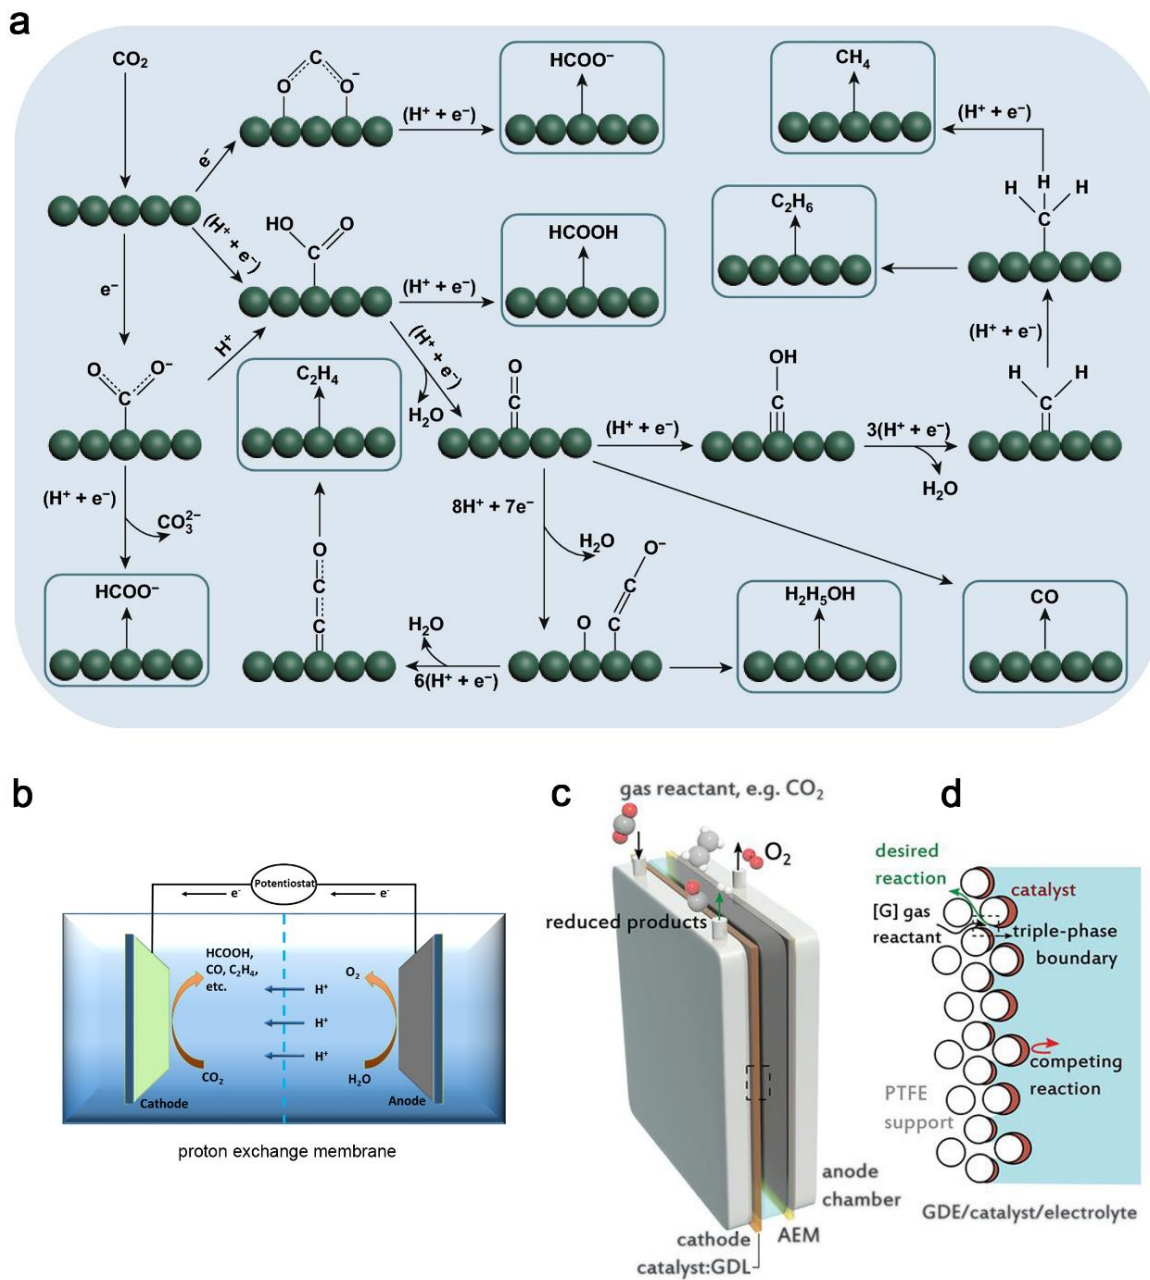 a
CO₂
C
O O⁻
HCOO⁻
(H⁺ + e⁻)
e⁻
CH₄
(H⁺ + e⁻)
H H H
C
C₂H₆
(H⁺ + e⁻)
HO O
C
(H⁺ + e⁻)
HCOOH
e⁻
H⁺
(H⁺ + e⁻)
H₂O
(H⁺ + e⁻)
O O⁻
C
C₂H₄
O
C
(H⁺ + e⁻)
OH
C
3(H⁺ + e⁻)
H₂O
H H
C
(H⁺ + e⁻)
CO₃²⁻
HCOO⁻
8H⁺ + 7e⁻
H₂O
O
C
C
H₂O
6(H⁺ + e⁻)
O⁻
C
O C
H₂H₅OH
CO
b
Potentiostat
e⁻ e⁻
HCOOH,
CO, C₂H₄,
etc.
O₂
H⁺
H⁺
H⁺
CO₂
H₂O
Cathode
Anode
proton exchange membrane
c
gas reactant, e.g. CO₂
O₂
reduced products
anode
chamber
cathode
AEM
catalyst:GDL
d
desired
reaction
catalyst
[G] gas
reactant
triple-phase
boundary
competing
reaction
PTFE
support
GDE/catalyst/electrolyte